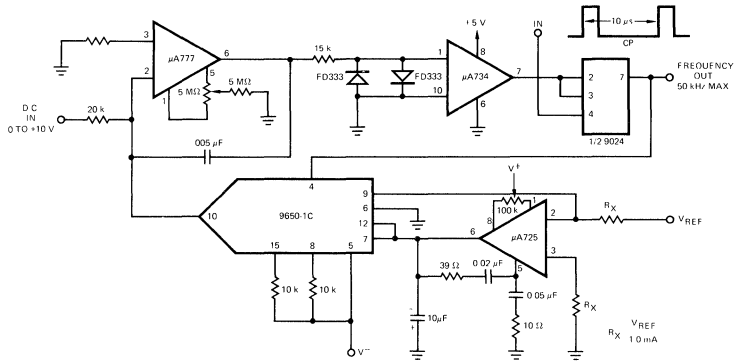 +5 V
IN
10 μs
CP
3
μA777
6
15 k
1
8
2
5
5 MΩ
5 MΩ
1
FD333
FD333
μA734
10
6
7
2
3
4
7
FREQUENCY
OUT
50 kHz MAX
1/2 9024
DC
IN
0 TO +10 V
20 k
005 μF
4
V+
10
9650-1C
9
6
12
7
100 k
8
1
2
RX
VREF
6
μA725
3
5
15
8
5
39 Ω
0 02 μF
10 k
10 k
10μF
-
+
0 05 μF
10Ω
RX
V-
RX
VREF
1 0 mA